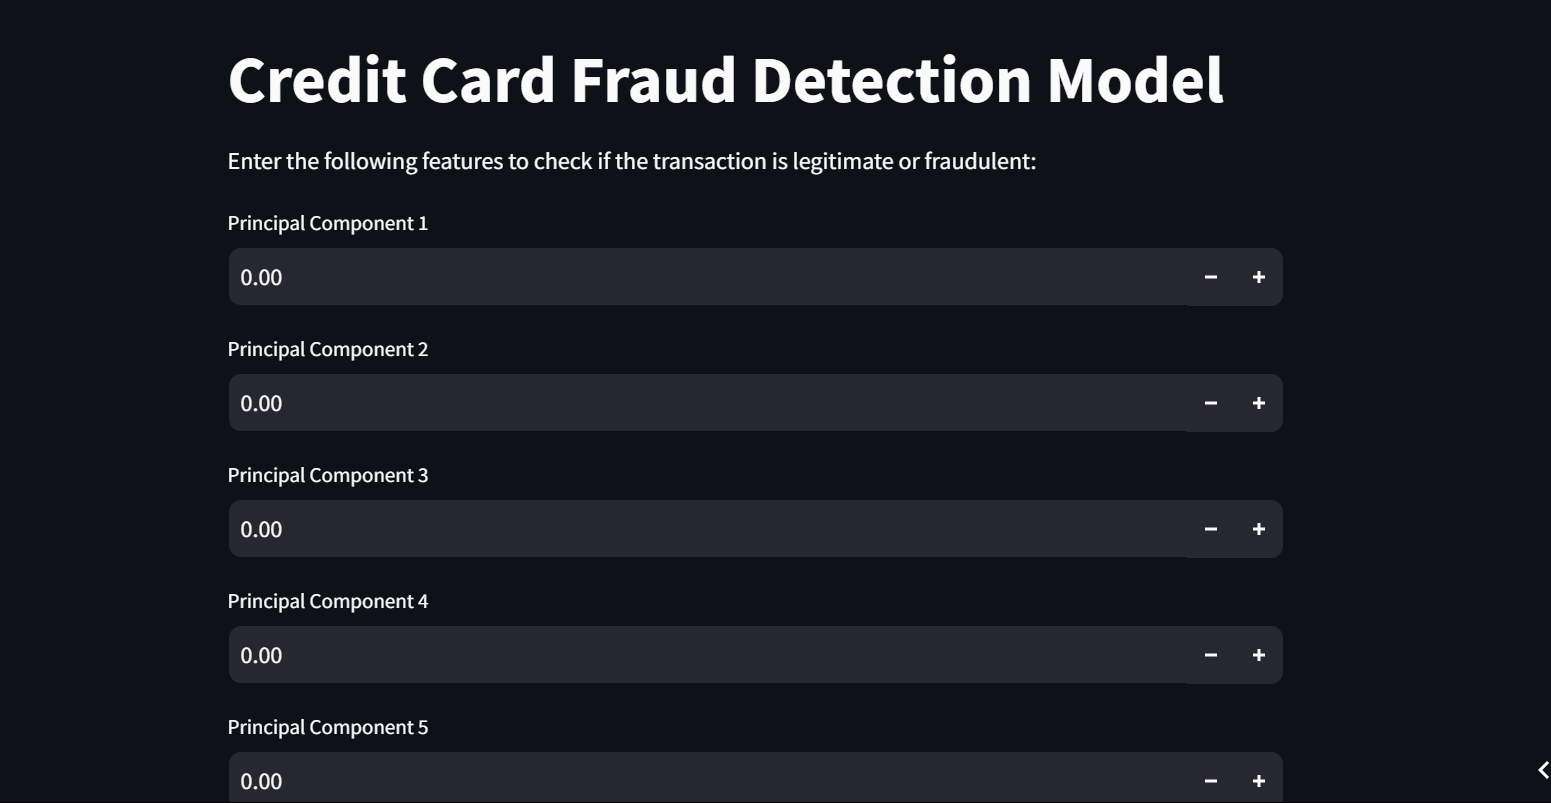 Credit Card Fraud Detection Model
Enter the following features to check if the transaction is legitimate or fraudulent:
Principal Component 1
0.00
Principal Component 2
0.00
Principal Component 3
0.00
Principal Component 4
0.00
Principal Component 5
0.00